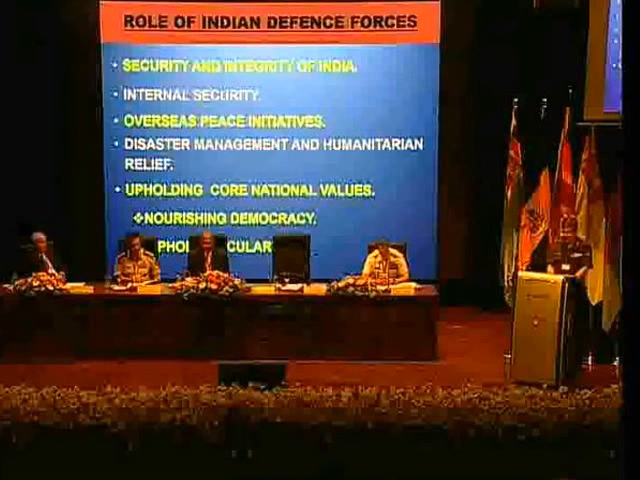 ROLE OF INDIAN DEFENCE FORCES
• SECURITY AND INTEGRITY OF INDIA.
• INTERNAL SECURITY.
• OVERSEAS PEACE INITIATIVES.
• DISASTER MANAGEMENT AND HUMANITARIAN
RELIEF.
• UPHOLDING CORE NATIONAL VALUES.
❖NOURISHING DEMOCRACY.